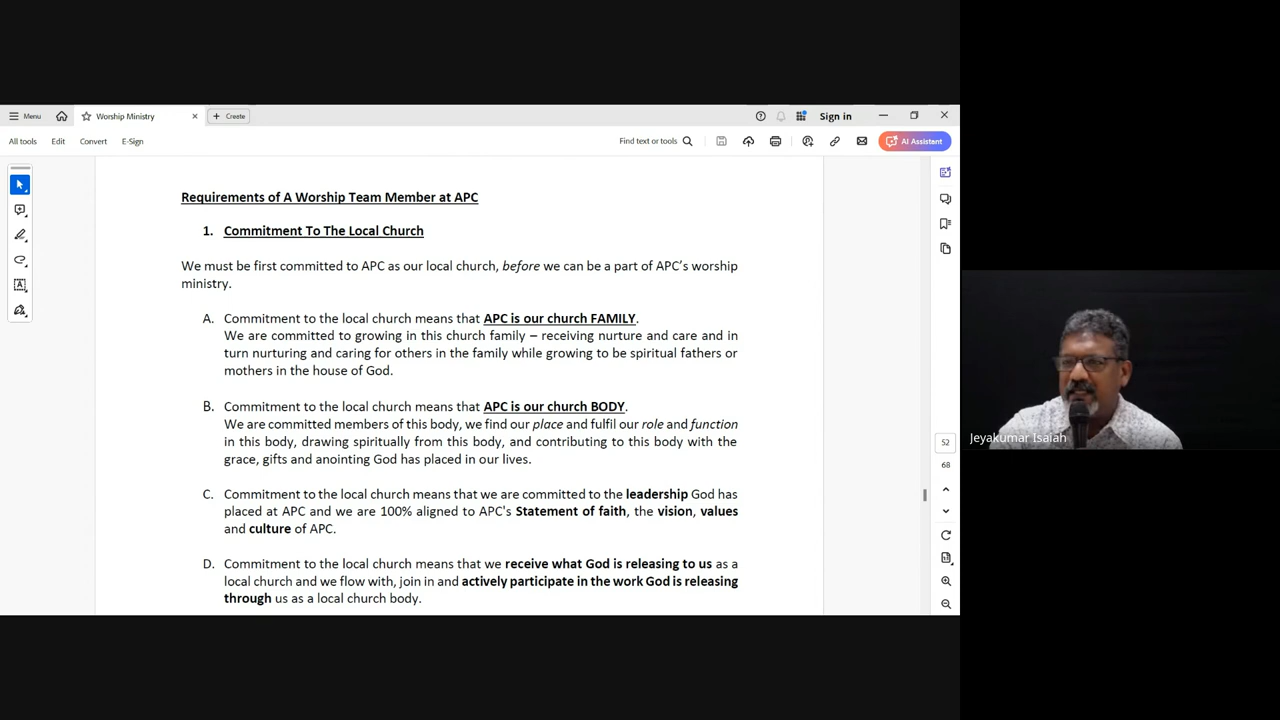 Menu
Worship Ministry
Create
Sign in
All tools
Edit
Convert
E-Sign
Find text or tools
AI Assistant
Requirements of A Worship Team Member at APC
1. Commitment To The Local Church
We must be first committed to APC as our local church, before we can be a part of APC's worship
ministry.
A. Commitment to the local church means that APC is our church FAMILY.
We are committed to growing in this church family – receiving nurture and care and in
turn nurturing and caring for others in the family while growing to be spiritual fathers or
mothers in the house of God.
B. Commitment to the local church means that APC is our church BODY.
We are committed members of this body, we find our place and fulfil our role and function
in this body, drawing spiritually from this body, and contributing to this body with the
grace, gifts and anointing God has placed in our lives.
C. Commitment to the local church means that we are committed to the leadership God has
placed at APC and we are 100% aligned to APC's Statement of faith, the vision, values
and culture of APC.
D. Commitment to the local church means that we receive what God is releasing to us as a
local church and we flow with, join in and actively participate in the work God is releasing
through us as a local church body.
52
68
Jeyakumar Isaiah